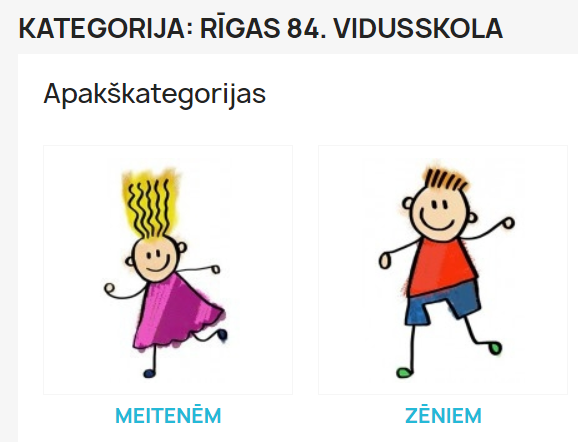 KATEGORIJA: RĪGAS 84. VIDUSSKOLA
Apakškategorijas
MEITENĒM
ZĒNIEM